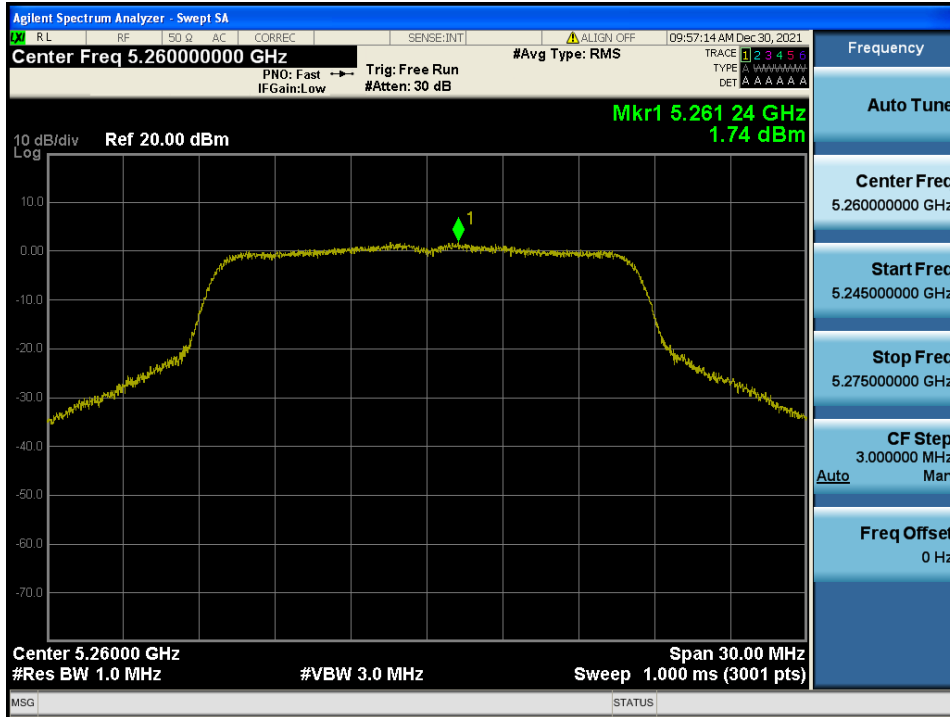 Agilent Spectrum Analyzer - Swept SA
LXI RL RF 50 Ω AC CORREC SENSE:INT ALIGN OFF 09:57:14 AM Dec 30, 2021
Center Freq 5.260000000 GHz
PNO: Fast
IFGain:Low
Trig: Free Run
#Atten: 30 dB
#Avg Type: RMS
TRACE 1 2 3 4 5 6
TYPE A WWWWW
DET A A A A A A
Mkr1 5.261 24 GHz
1.74 dBm
10 dB/div Ref 20.00 dBm
Log
10.0
0.00
-10.0
-20.0
-30.0
-40.0
-50.0
-60.0
-70.0
1
Center 5.26000 GHz Span 30.00 MHz
#Res BW 1.0 MHz #VBW 3.0 MHz Sweep 1.000 ms (3001 pts)
MSG STATUS
Frequency
Auto Tune
Center Freq
5.260000000 GHz
Start Freq
5.245000000 GHz
Stop Freq
5.275000000 GHz
CF Step
3.000000 MHz
Auto Man
Freq Offset
0 Hz